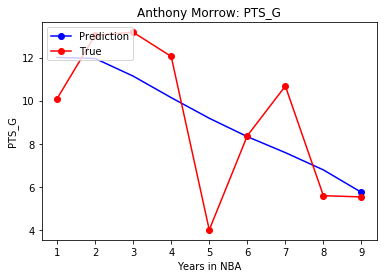 Anthony Morrow: PTS_G
Prediction
True
12
10
8
6
4
PTS_G
1 2 3 4 5 6 7 8 9
Years in NBA